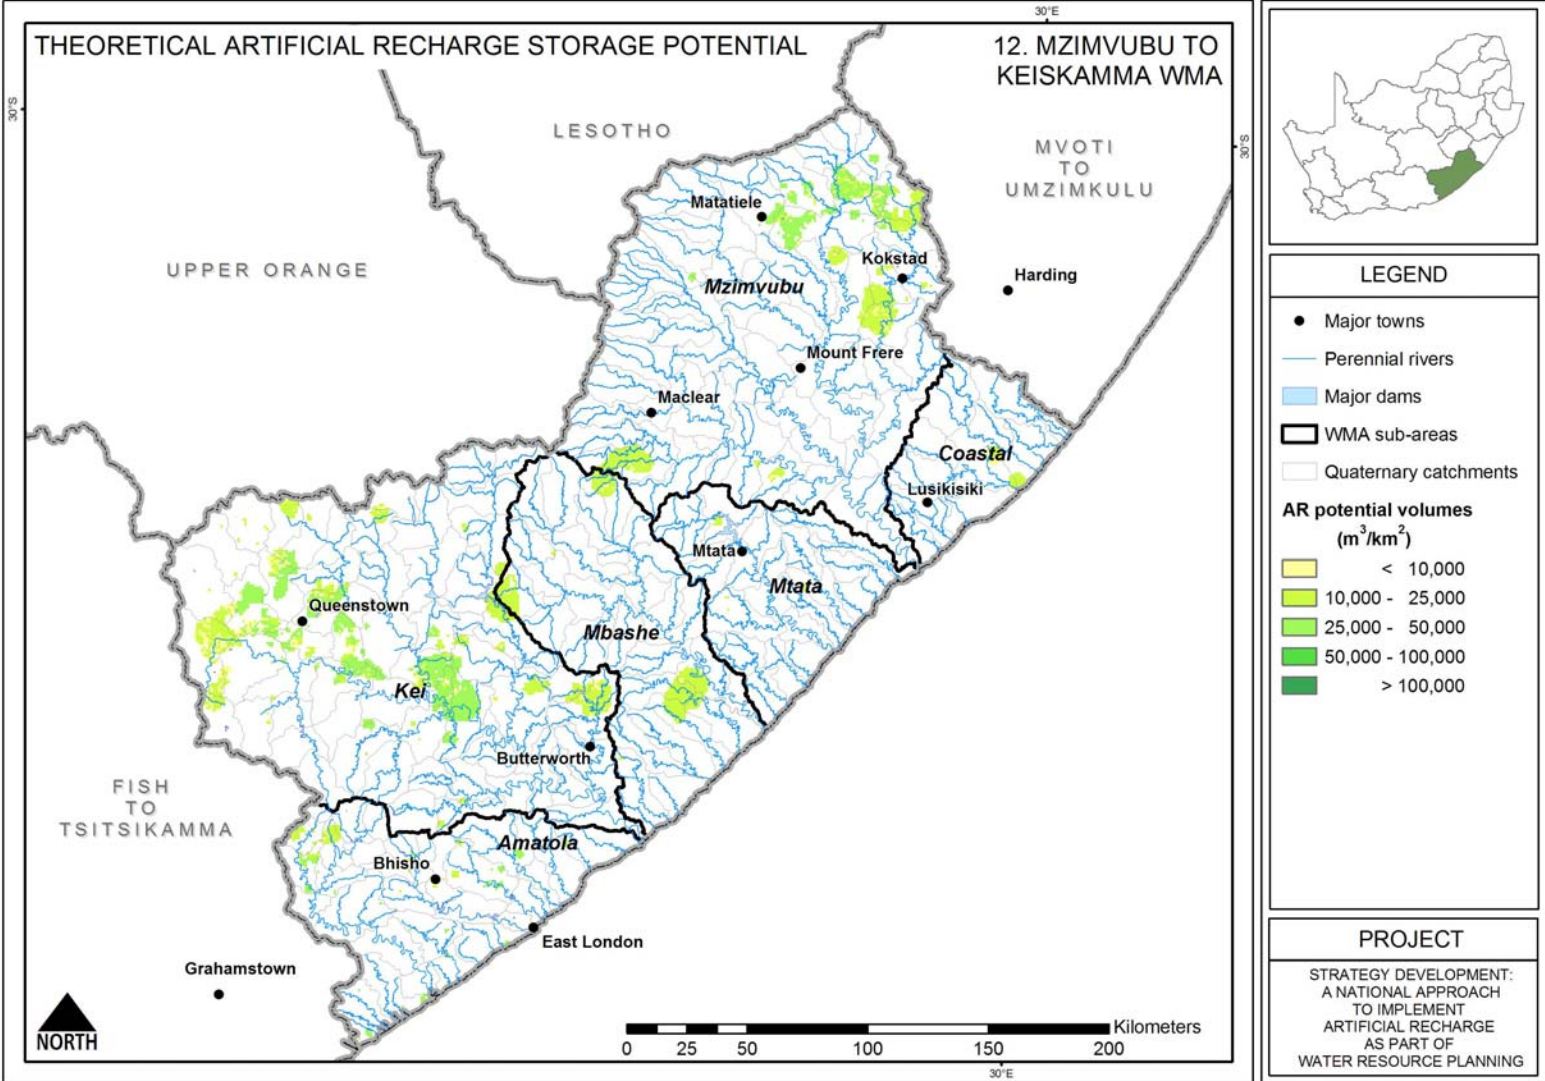 30°E
THEORETICAL ARTIFICIAL RECHARGE STORAGE POTENTIAL
12. MZIMVUBU TO
KEISKAMMA WMA
30°S
30°S
LESOTHO
MVOTI
TO
UMZIMKULU
UPPER ORANGE
Matatiele
Kokstad
Harding
Mzimvubu
Mount Frere
Maclear
Coastal
Lusikisiki
Mtata
Mtata
Queenstown
Mbashe
Kei
Butterworth
FISH
TO
TSITSIKAMMA
Amatola
Bhisho
East London
Grahamstown
NORTH
Kilometers
0 25 50 100 150 200
30°E
LEGEND
Major towns
Perennial rivers
Major dams
WMA sub-areas
Quaternary catchments
AR potential volumes
(m³/km²)
< 10,000
10,000 - 25,000
25,000 - 50,000
50,000 - 100,000
> 100,000
PROJECT
STRATEGY DEVELOPMENT:
A NATIONAL APPROACH
TO IMPLEMENT
ARTIFICIAL RECHARGE
AS PART OF
WATER RESOURCE PLANNING